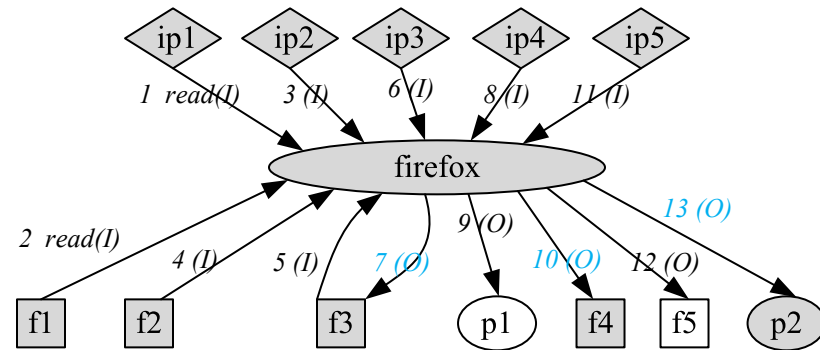 ip1 ip2 ip3 ip4 ip5
1 read(I) 3 (I) 6 (I) 8 (I) 11 (I)
firefox
2 read(I) 4 (I) 5 (I) 7 (O) 9 (O) 10 (O) 12 (O) 13 (O)
f1 f2 f3 p1 f4 f5 p2